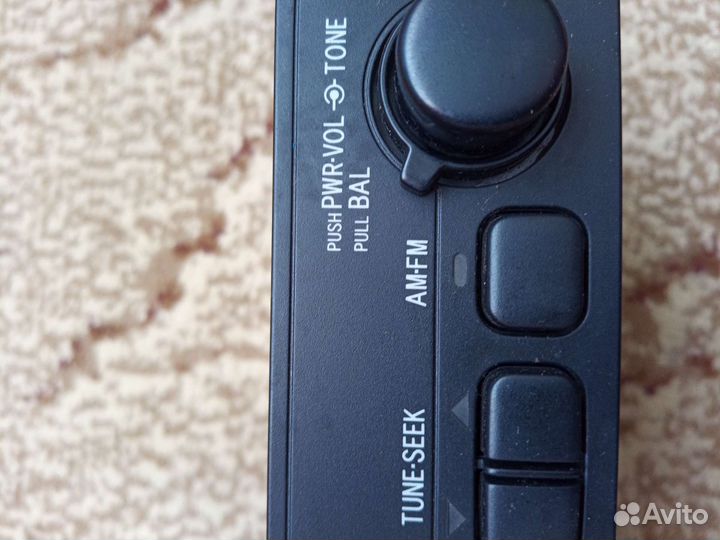 PUSH PWR-VOL TONE
PULL BAL
AM-FM
TUNE-SEEK
Avito